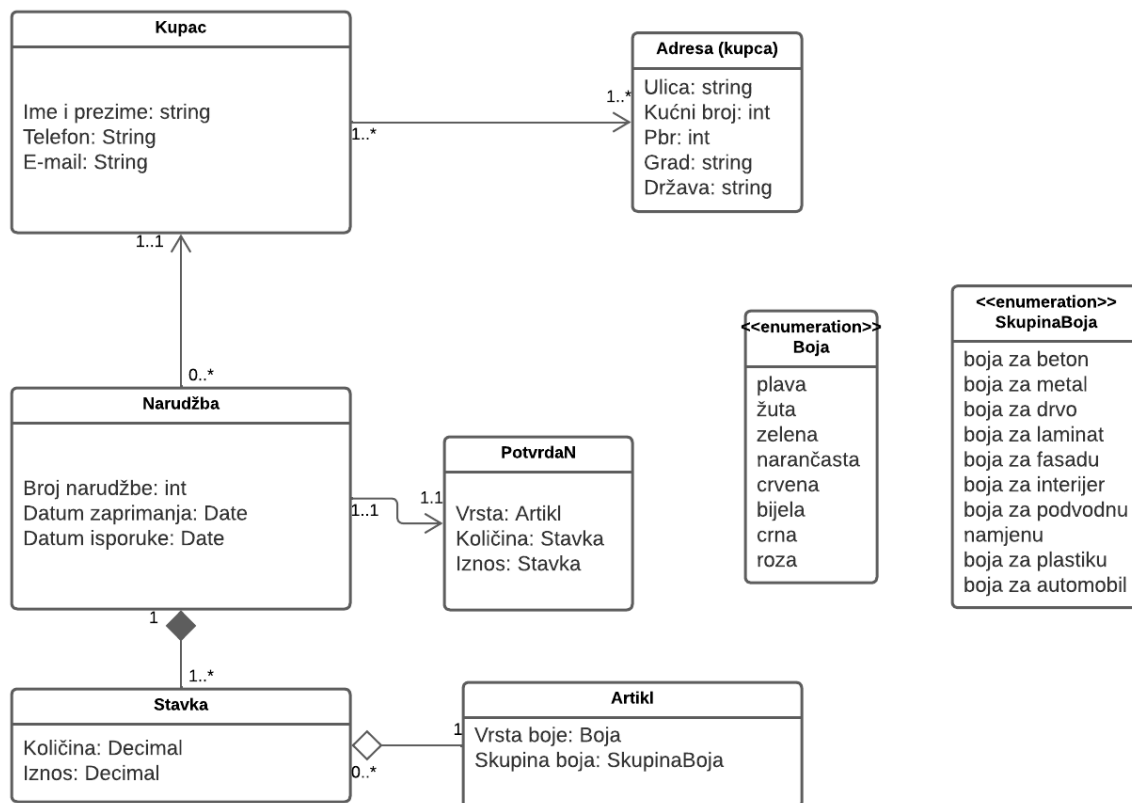 Kupac
Ime i prezime: string
Telefon: String
E-mail: String
1..*
1..*
Adresa (kupca)
Ulica: string
Kućni broj: int
Pbr: int
Grad: string
Država: string
1..1
0..*
Narudžba
Broj narudžbe: int
Datum zaprimanja: Date
Datum isporuke: Date
1..1
1.1
PotvrdaN
Vrsta: Artikl
Količina: Stavka
Iznos: Stavka
<<enumeration>>
Boja
plava
žuta
zelena
narančasta
crvena
bijela
crna
roza
<<enumeration>>
SkupinaBoja
boja za beton
boja za metal
boja za drvo
boja za laminat
boja za fasadu
boja za interijer
boja za podvodnu
namjenu
boja za plastiku
boja za automobil
1
1..*
Stavka
Količina: Decimal
Iznos: Decimal
0..*
1
Artikl
Vrsta boje: Boja
Skupina boja: SkupinaBoja